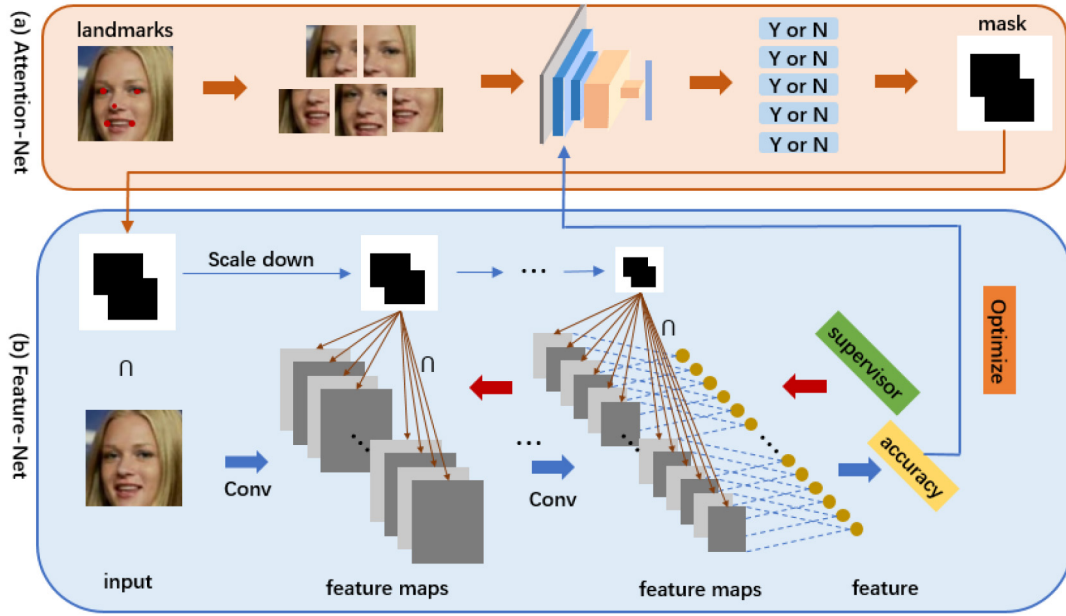 (a) Attention-Net
landmarks
Y or N
Y or N
Y or N
Y or N
Y or N
mask
(b) Feature-Net
Scale down
...
∩
∩
∩
Optimize
supervisor
accuracy
...
...
...
...
Conv
Conv
input
feature maps
feature maps
feature